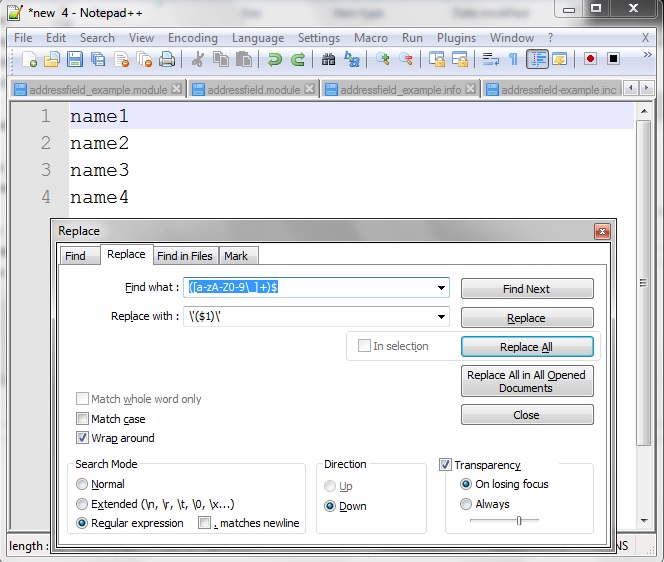 *new 4 - Notepad++
File Edit Search View Encoding Language Settings Macro Run Plugins Window ? X
addressfield_example.module addressfield.module addressfield_example.info addressfield-example.inc
1 name1
2 name2
3 name3
4 name4
Replace
Find Replace Find in Files Mark
Find what : ([a-zA-Z0-9\_]+)$ Find Next
Replace with : \'($1)\' Replace
In selection Replace All
Replace All in All Opened Documents
Match whole word only Close
Match case
Wrap around
Search Mode Direction Transparency
Normal Up On losing focus
Extended (\n, \r, \t, \0, \x...) Down Always
Regular expression . matches newline
length : NS